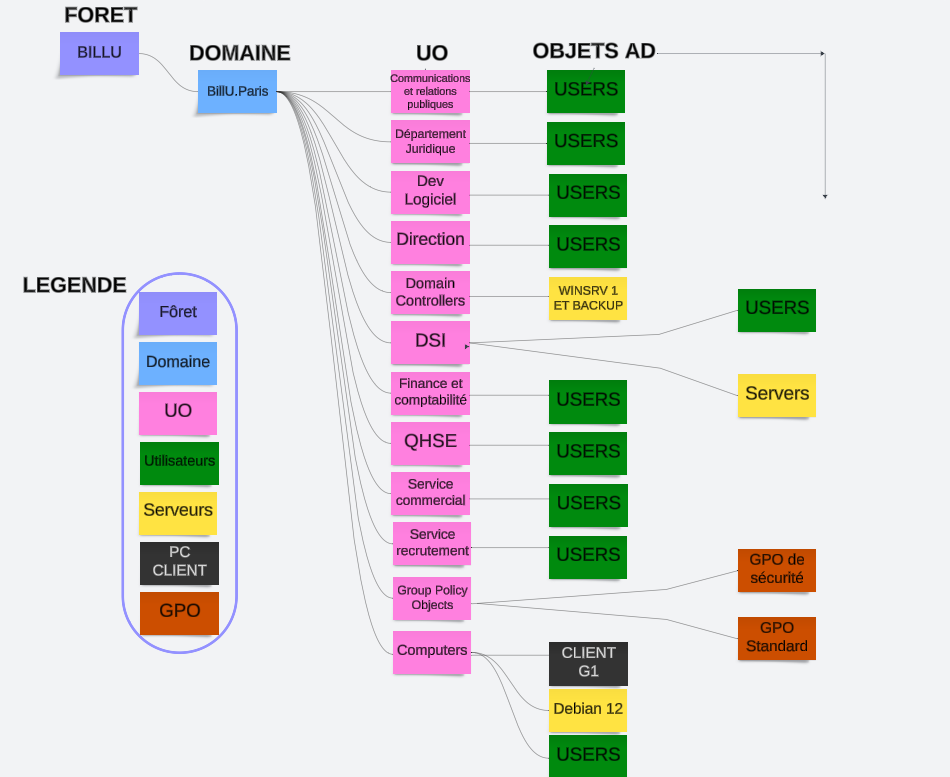 FORET
BILLU
DOMAINE
BillU.Paris
UO
OBJETS AD
Communications
et relations
publiques
USERS
Département
Juridique
USERS
Dev
Logiciel
USERS
Direction
USERS
Domain
Controllers
WINSRV 1
ET BACKUP
DSI
USERS
Servers
Finance et
comptabilité
USERS
QHSE
USERS
Service
commercial
USERS
Service
recrutement
USERS
Group Policy
Objects
GPO de
sécurité
GPO
Standard
Computers
CLIENT
G1
Debian 12
USERS
LEGENDE
Fôret
Domaine
UO
Utilisateurs
Serveurs
PC
CLIENT
GPO